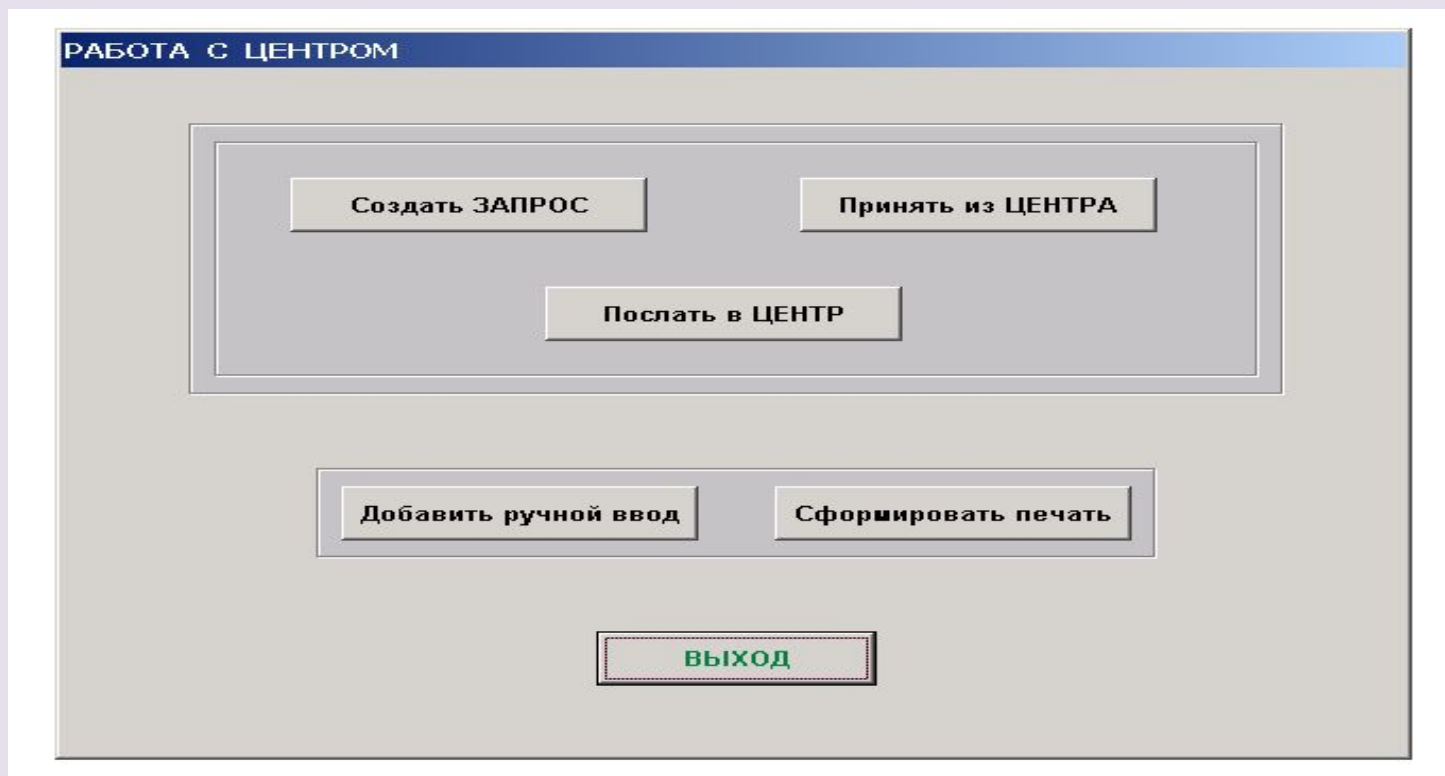 РАБОТА С ЦЕНТРОМ
Создать ЗАПРОС
Принять из ЦЕНТРА
Послать в ЦЕНТР
Добавить ручной ввод
Сформировать печать
ВЫХОД